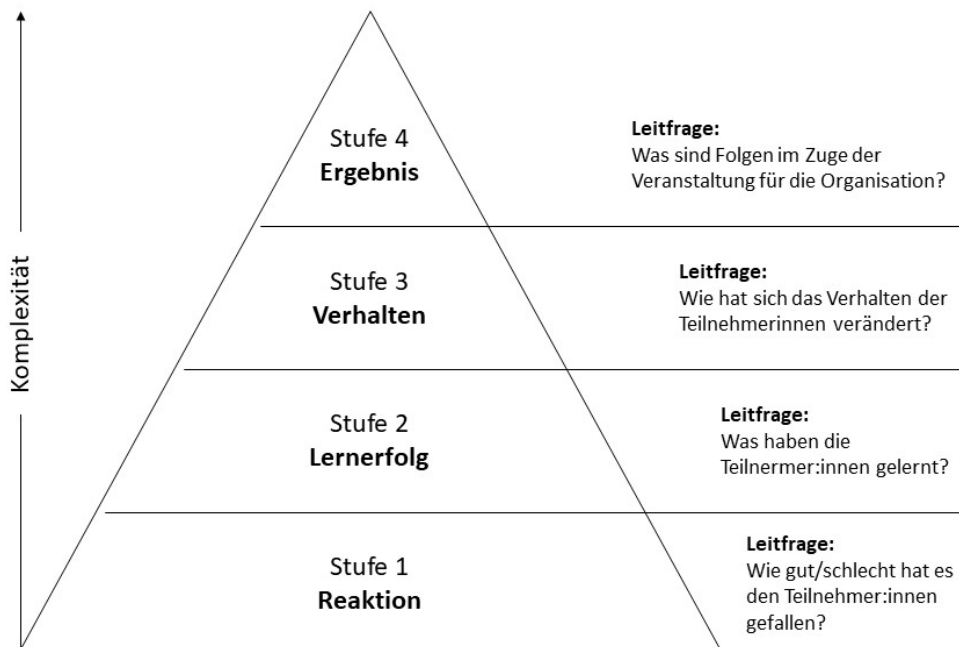 Komplexität
Stufe 4
Ergebnis
Leitfrage:
Was sind Folgen im Zuge der
Veranstaltung für die Organisation?
Stufe 3
Verhalten
Leitfrage:
Wie hat sich das Verhalten der
Teilnehmerinnen verändert?
Stufe 2
Lernerfolg
Leitfrage:
Was haben die
Teilnermer:innen gelernt?
Stufe 1
Reaktion
Leitfrage:
Wie gut/schlecht hat es
den Teilnehmer:innen
gefallen?